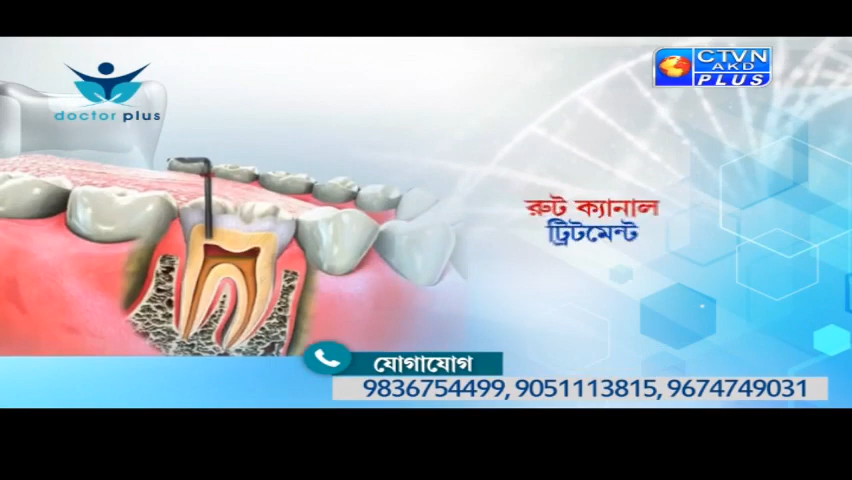 doctor plus
CTVN
AKD
PLUS
রুট ক্যানাল
ট্রিটমেন্ট
যোগাযোগ
9836754499, 9051113815, 9674749031